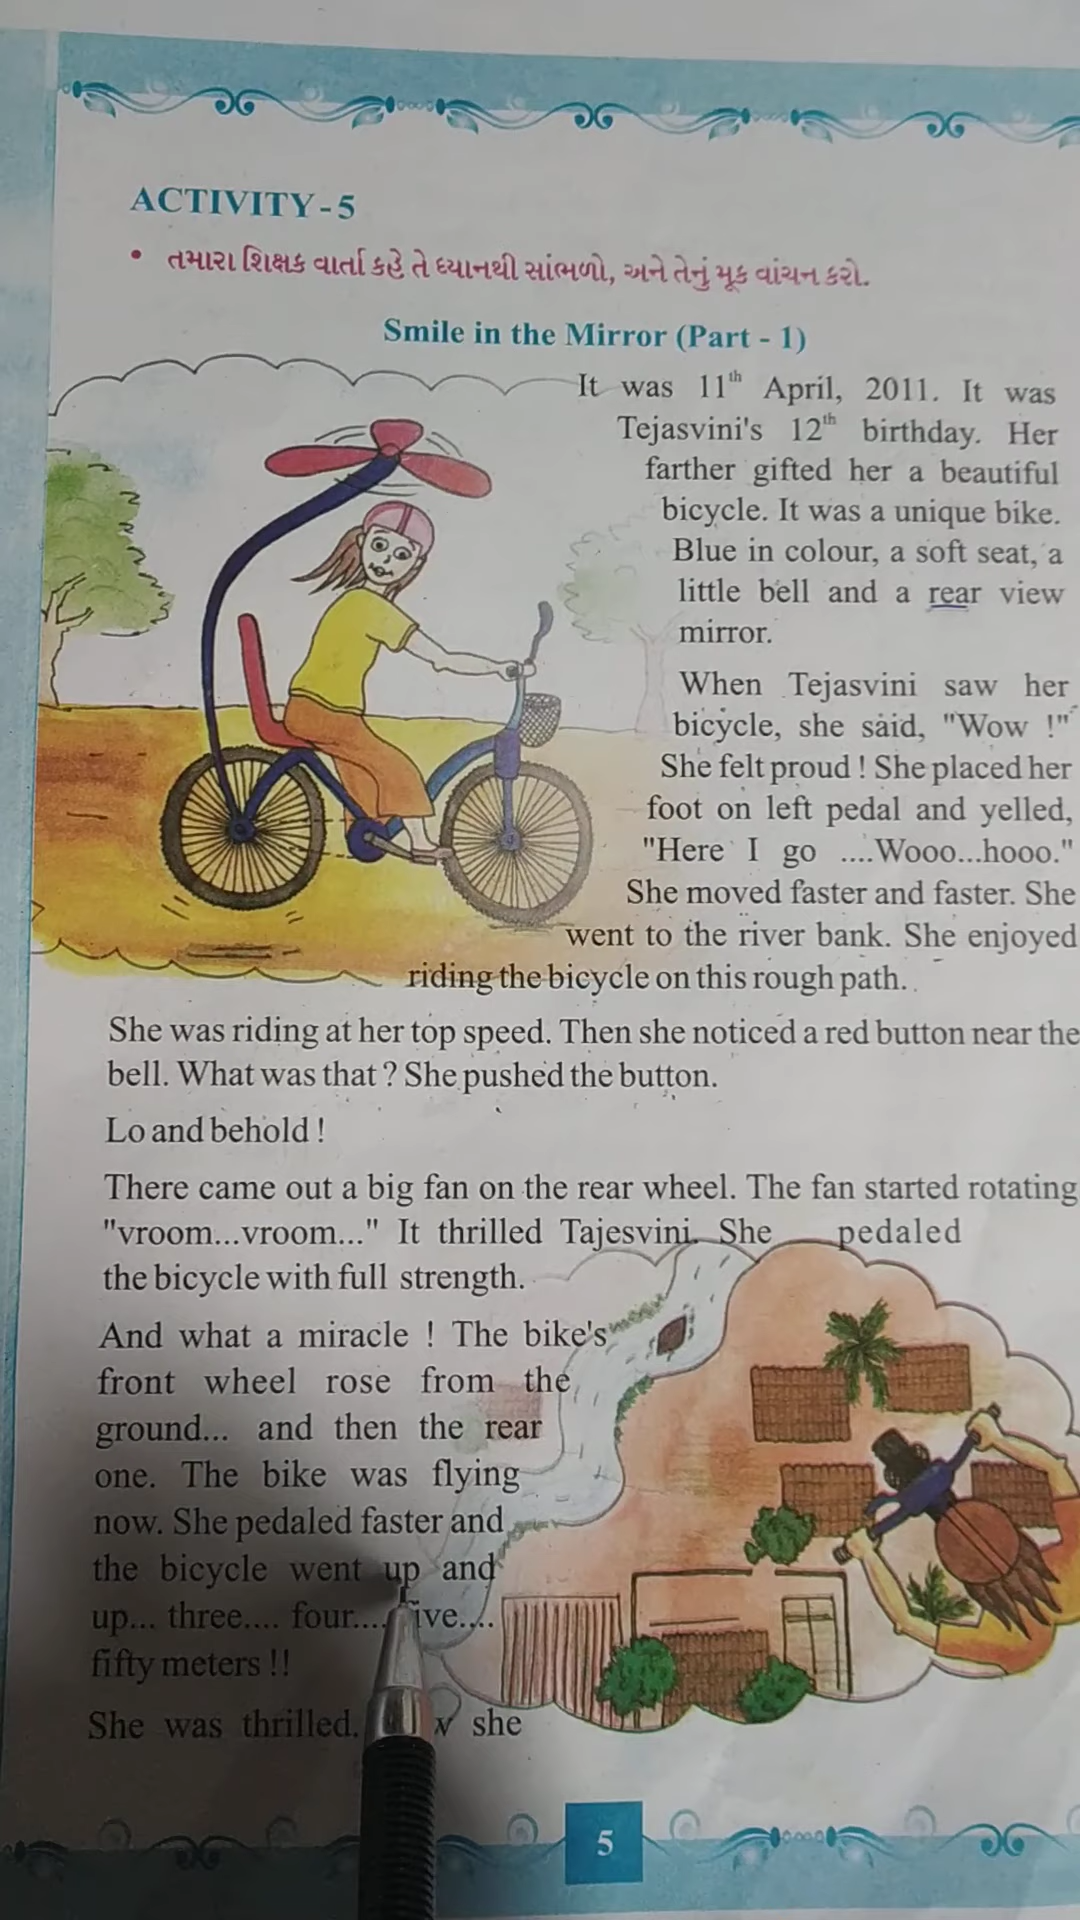 ACTIVITY - 5
• તમારા શિક્ષક વાર્તા કહે તે ધ્યાનથી સાંભળો, અને તેનું મૂક વાંચન કરો.
Smile in the Mirror (Part - 1)
It was 11th April, 2011. It was
Tejasvini's 12th birthday. Her
farther gifted her a beautiful
bicycle. It was a unique bike.
Blue in colour, a soft seat, a
little bell and a rear view
mirror.
When Tejasvini saw her
bicycle, she said, "Wow !"
She felt proud ! She placed her
foot on left pedal and yelled,
"Here I go ....Wooo...hooo."
She moved faster and faster. She
went to the river bank. She enjoyed
riding the bicycle on this rough path.
She was riding at her top speed. Then she noticed a red button near the
bell. What was that ? She pushed the button.
Lo and behold !
There came out a big fan on the rear wheel. The fan started rotating
"vroom...vroom..." It thrilled Tajesvini. She pedaled
the bicycle with full strength.
And what a miracle ! The bike's
front wheel rose from the
ground... and then the rear
one. The bike was flying
now. She pedaled faster and
the bicycle went up and
up... three.... four.... ive....
fifty meters !!
She was thrilled. she
5